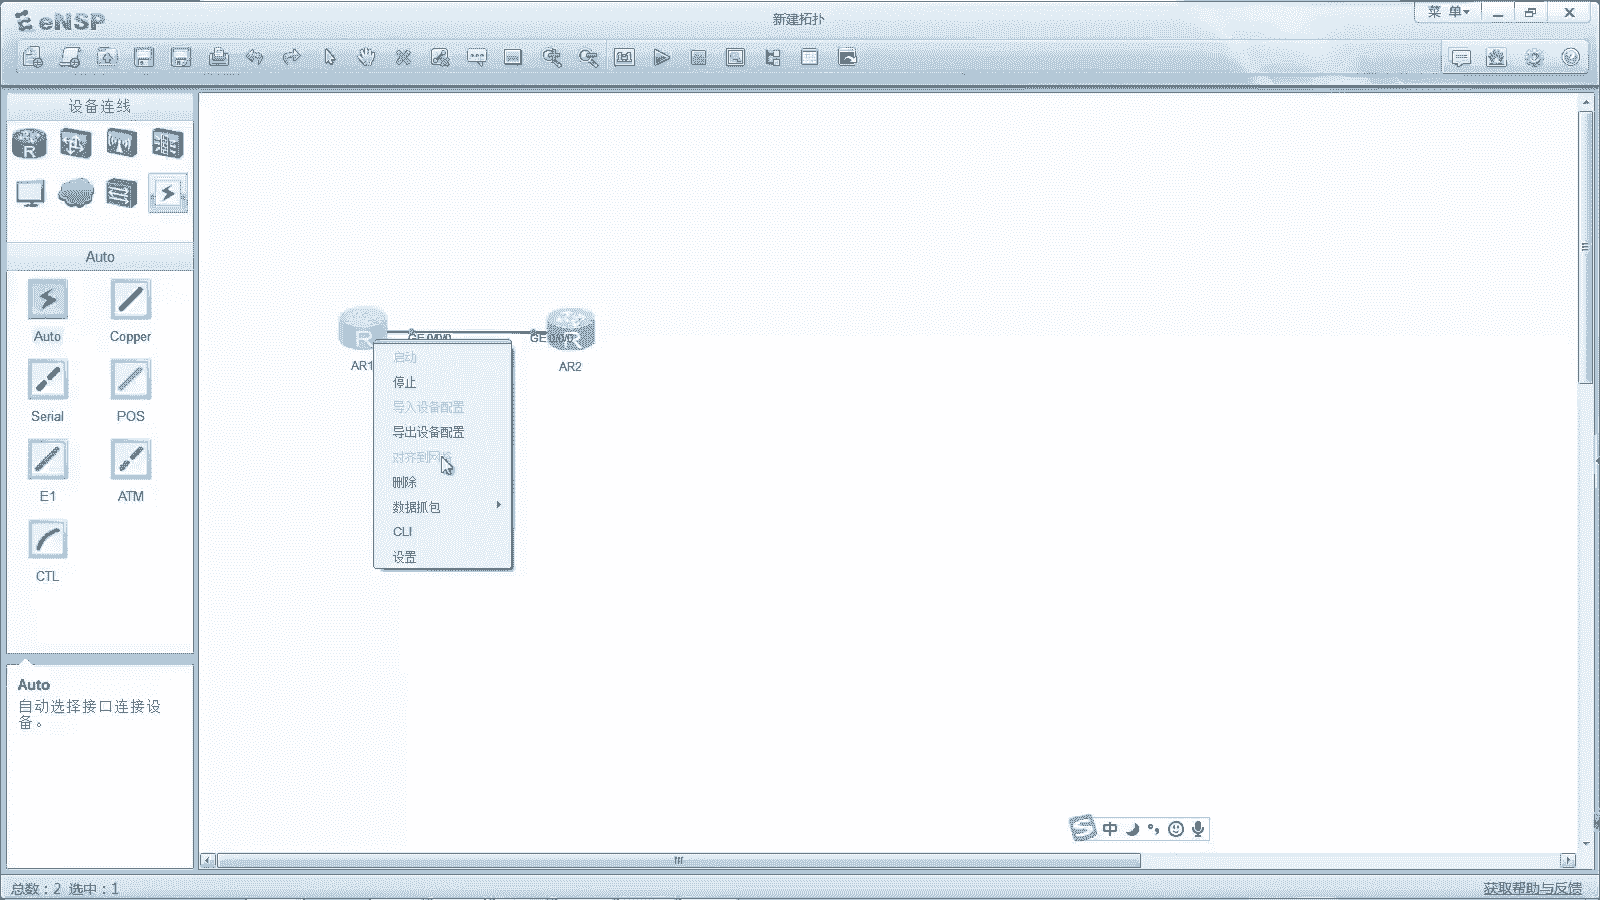 eNSP
新建拓扑
菜 单
设备连线
R
Auto
Auto
Copper
Serial
POS
E1
ATM
CTL
Auto
自动选择接口连接设
备。
R
GE 0/0/0
GE 0/0/0
R
AR1
AR2
启动
停止
导入设备配置
导出设备配置
对齐到网格
删除
数据抓包
CLI
设置
中
总数：2 选中：1
获取帮助与反馈